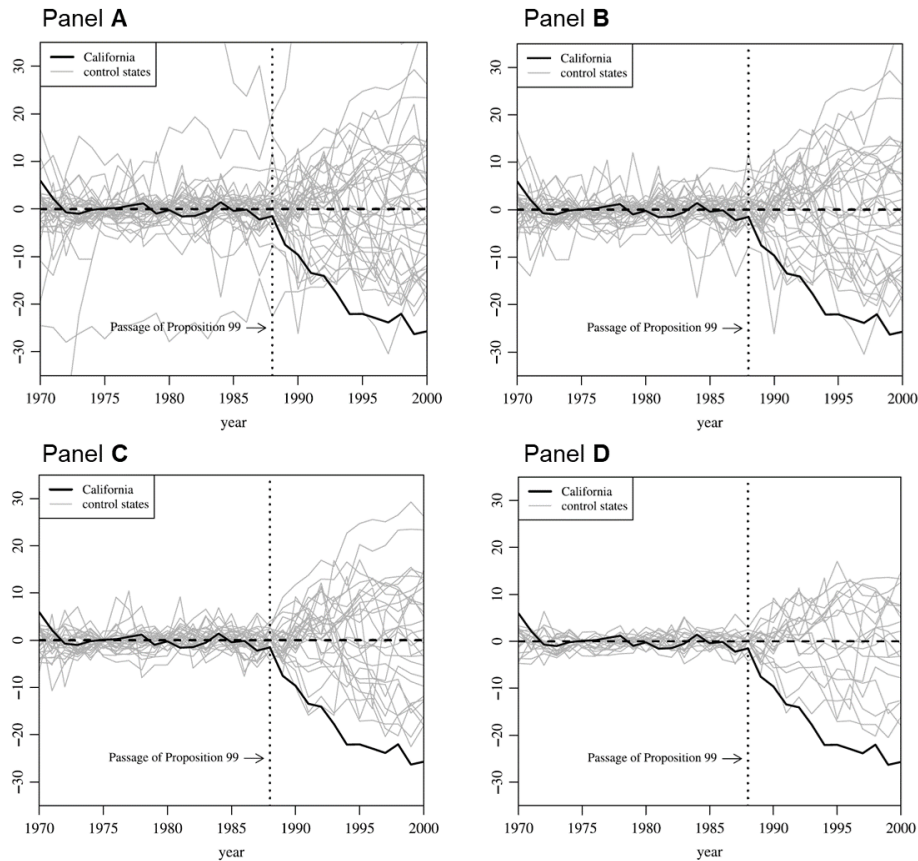 Panel A
30
20
10
0
-10
-20
-30
California
control states
Passage of Proposition 99
1970 1975 1980 1985 1990 1995 2000
year
Panel B
30
20
10
0
-10
-20
-30
California
control states
Passage of Proposition 99
1970 1975 1980 1985 1990 1995 2000
year
Panel C
30
20
10
0
-10
-20
-30
California
control states
Passage of Proposition 99
1970 1975 1980 1985 1990 1995 2000
year
Panel D
30
20
10
0
-10
-20
-30
California
control states
Passage of Proposition 99
1970 1975 1980 1985 1990 1995 2000
year